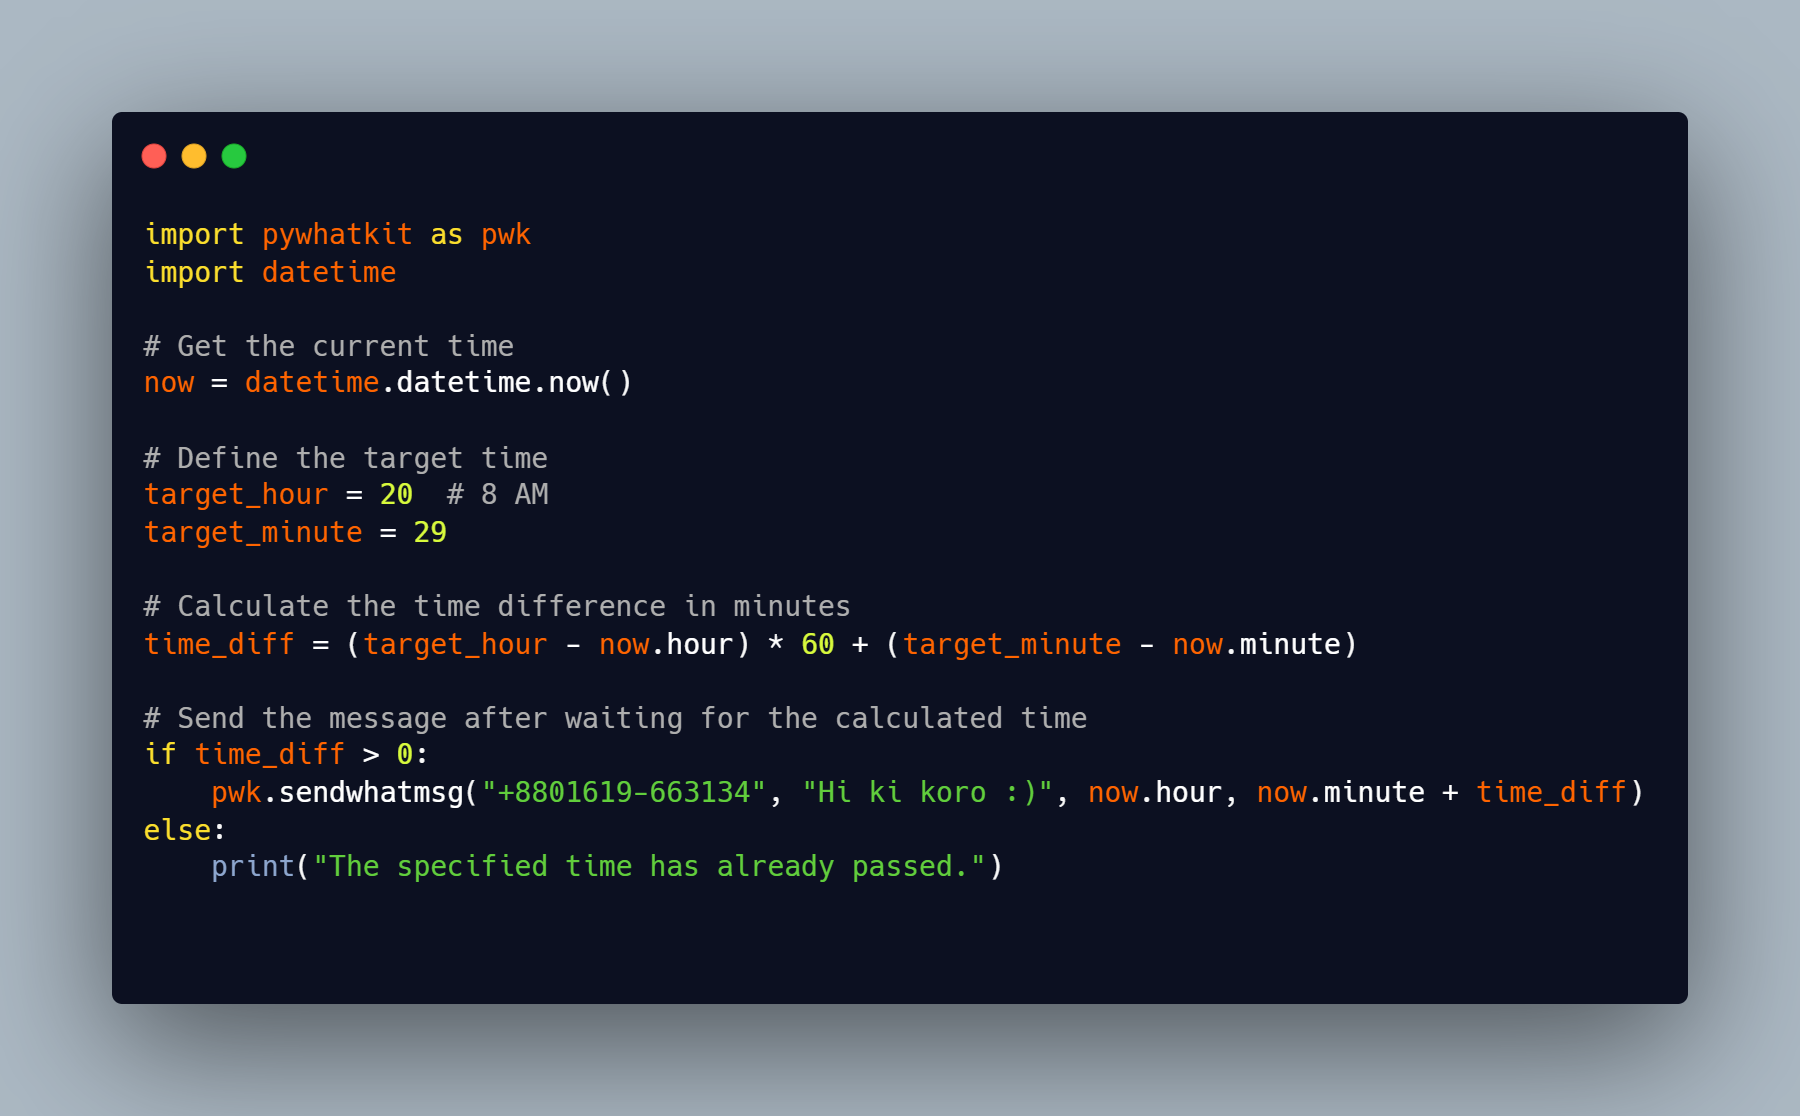 import pywhatkit as pwk
import datetime
# Get the current time
now = datetime.datetime.now()
# Define the target time
target_hour = 20  # 8 AM
target_minute = 29
# Calculate the time difference in minutes
time_diff = (target_hour - now.hour) * 60 + (target_minute - now.minute)
# Send the message after waiting for the calculated time
if time_diff > 0:
    pwk.sendwhatmsg("+8801619-663134", "Hi ki koro :)", now.hour, now.minute + time_diff)
else:
    print("The specified time has already passed.")